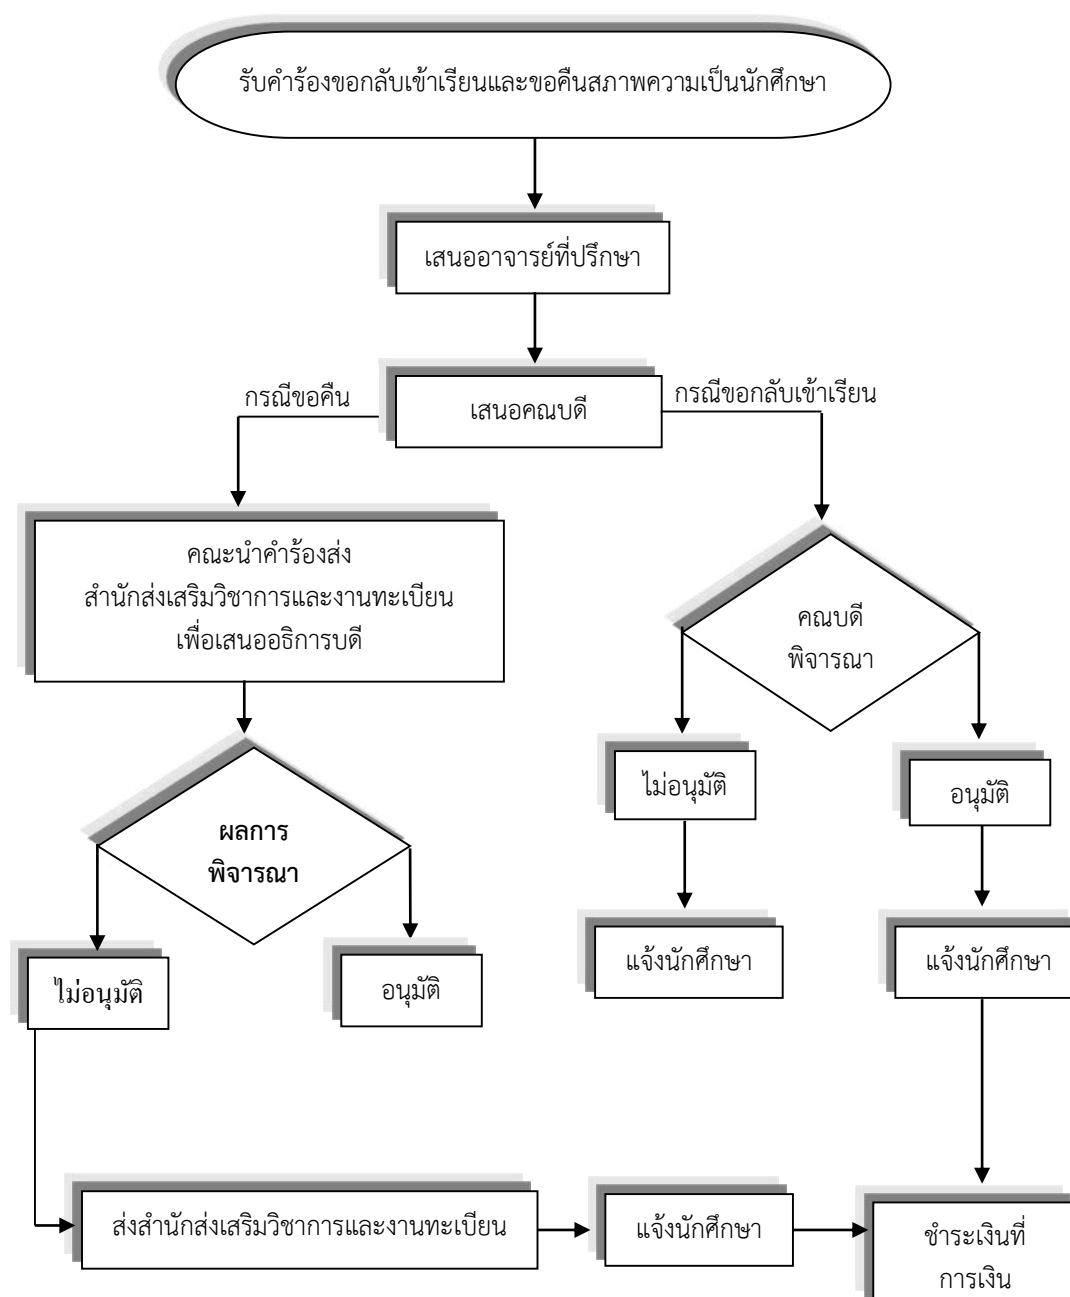 รับคำร้องขอกลับเข้าเรียนและขอคืนสภาพความเป็นนักศึกษา
เสนออาจารย์ที่ปรึกษา
กรณีขอคืน
เสนอคณบดี
กรณีขอกลับเข้าเรียน
คณะนำคำร้องส่ง
สำนักส่งเสริมวิชาการและงานทะเบียน
เพื่อเสนออธิการบดี
คณบดี
พิจารณา
ไม่อนุมัติ
อนุมัติ
ผลการ
พิจารณา
แจ้งนักศึกษา
แจ้งนักศึกษา
ไม่อนุมัติ
อนุมัติ
ส่งสำนักส่งเสริมวิชาการและงานทะเบียน
แจ้งนักศึกษา
ชำระเงินที่
การเงิน